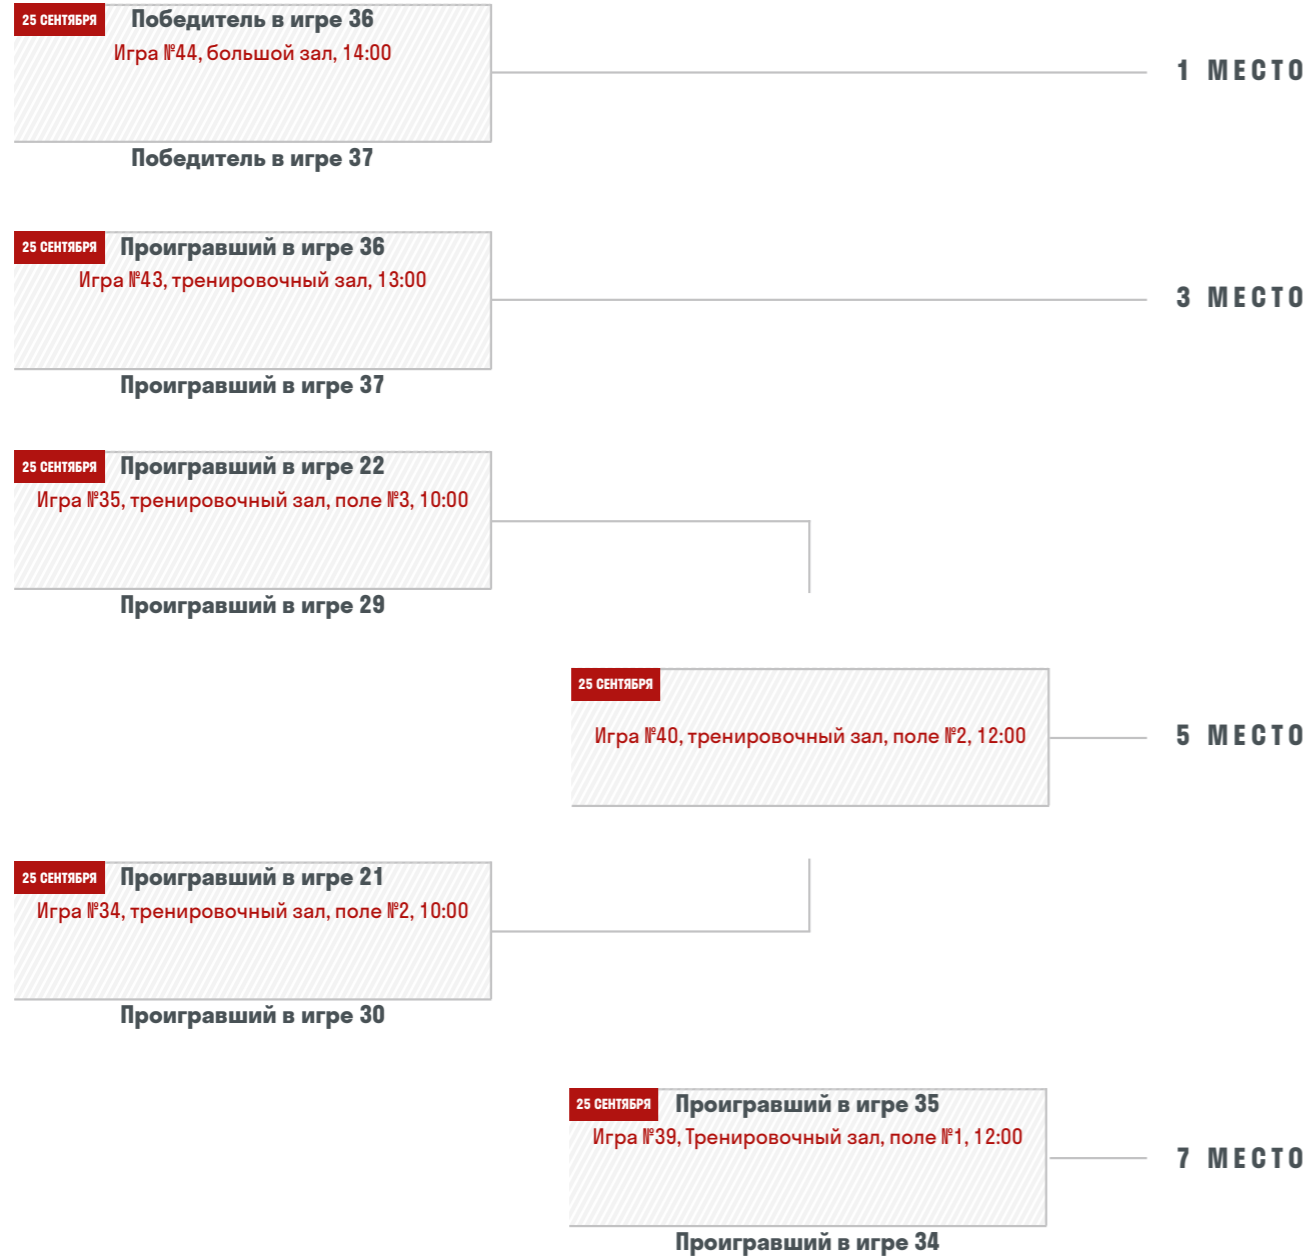 25 СЕНТЯБРЯ
Победитель в игре 36
Игра №44, большой зал, 14:00
1 МЕСТО
Победитель в игре 37
25 СЕНТЯБРЯ
Проигравший в игре 36
Игра №43, тренировочный зал, 13:00
3 МЕСТО
Проигравший в игре 37
25 СЕНТЯБРЯ
Проигравший в игре 22
Игра №35, тренировочный зал, поле №3, 10:00
Проигравший в игре 29
25 СЕНТЯБРЯ
Игра №40, тренировочный зал, поле №2, 12:00
5 МЕСТО
25 СЕНТЯБРЯ
Проигравший в игре 21
Игра №34, тренировочный зал, поле №2, 10:00
Проигравший в игре 30
25 СЕНТЯБРЯ
Проигравший в игре 35
Игра №39, Тренировочный зал, поле №1, 12:00
7 МЕСТО
Проигравший в игре 34